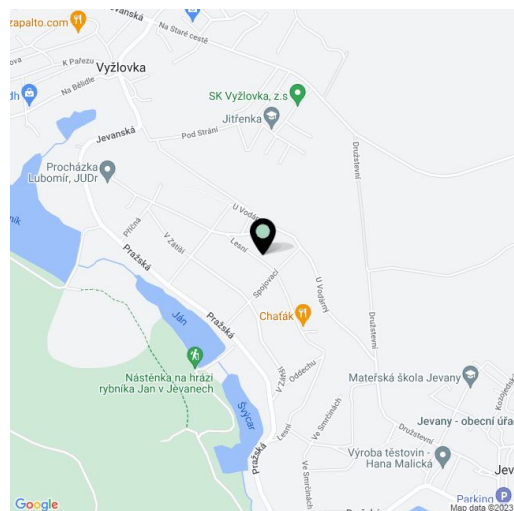 zapalto.com
Na Staré cestě
K Pařezu
Vyžlovka
Na Bělidle
dh
SK Vyžlovka, z.s
Jitřenka
Jevanská
Pod Strání
Družstevní
Procházka
Lubomír, JUDr
U Vodárny
Příčná
V Zátiší
Lesní
ník
Pražská
Spojovací
U Vodárny
Ján
Pražská
Chaťák
Družstevní
Nástěnka na hrázi
rybníka Jan v Jevanech
V Zátiší
Oddechu
Mateřská škola Jevany
Švýcar
Kozojedská
Ve Smrčinách
Jevany - obecní úřa
Lesní
Družstevní
Pražská
Výroba těstovin -
Hana Malická
Jev
Ve Smrčinách
Parking
P
Google
Map data ©2023